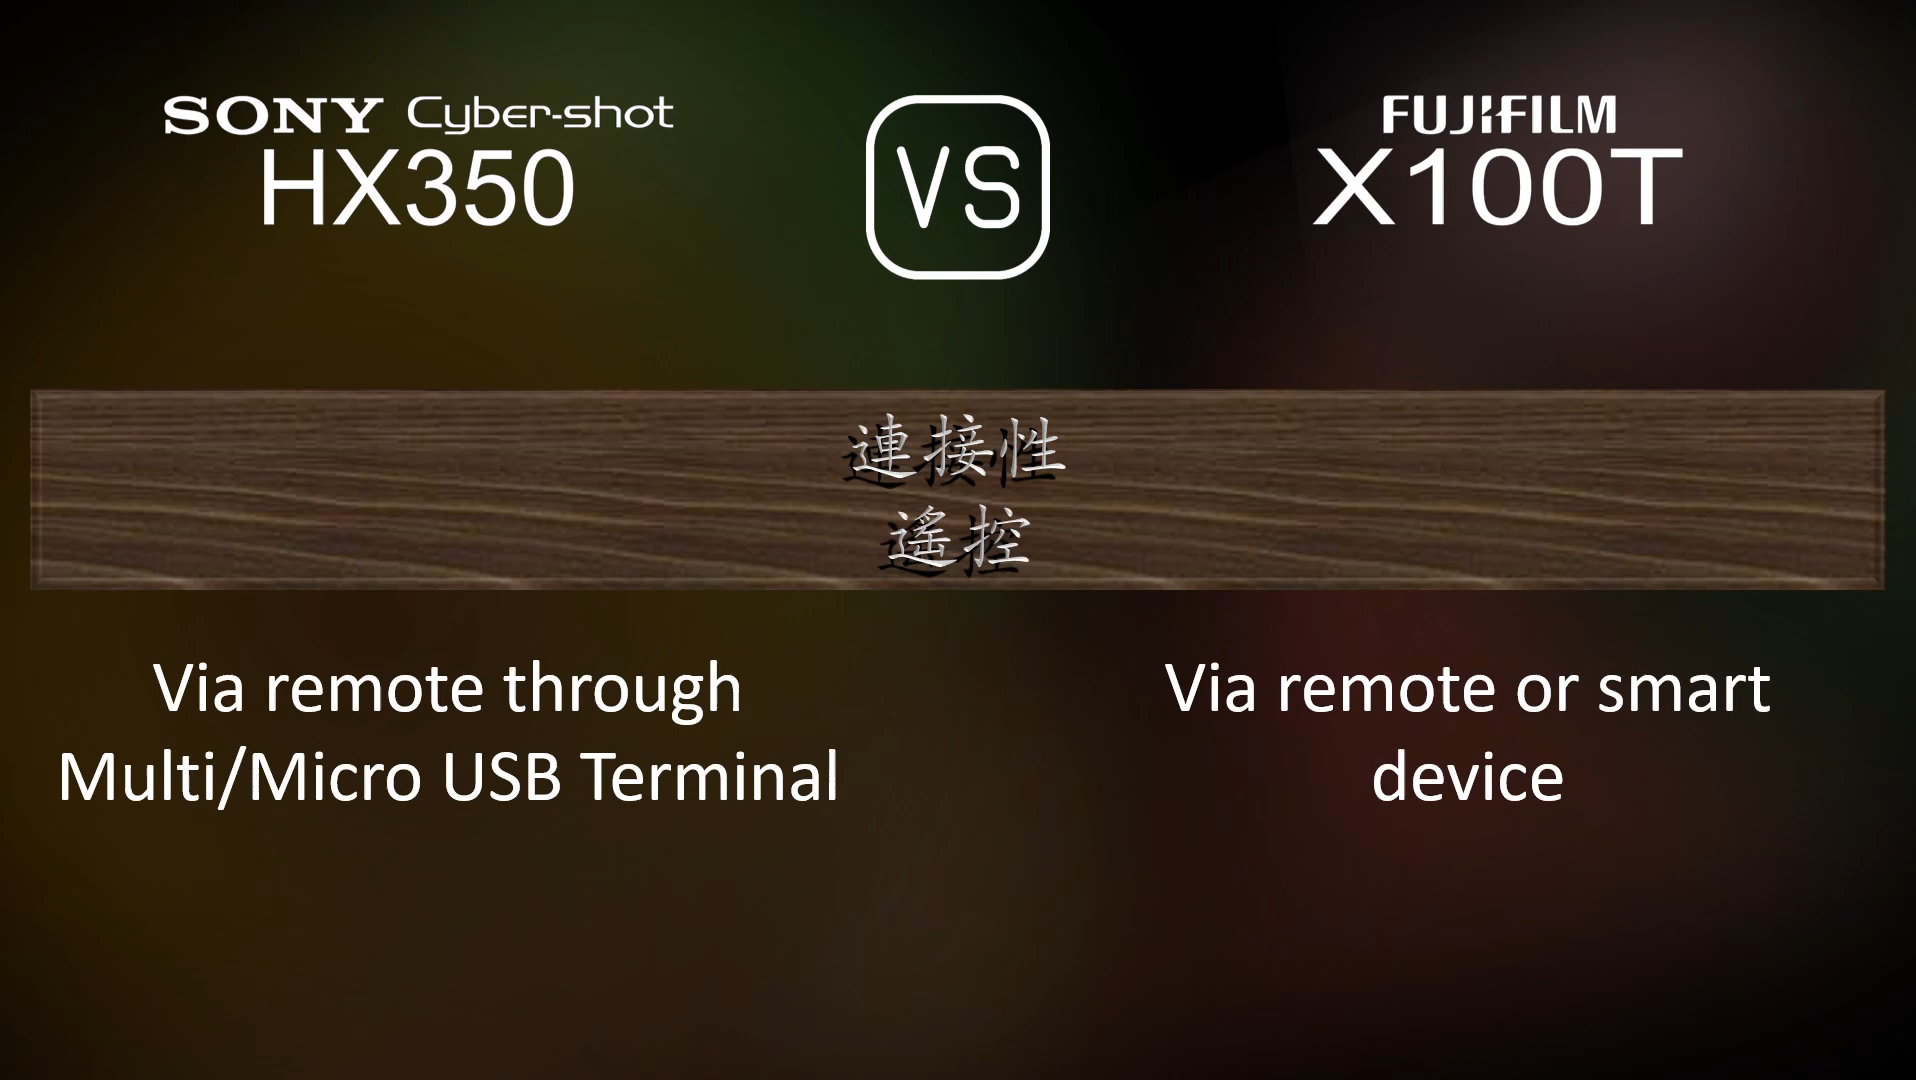 SONY Cyber-shot
HX350
VS
FUJIFILM
X100T
連接性
遙控
Via remote through
Multi/Micro USB Terminal
Via remote or smart
device